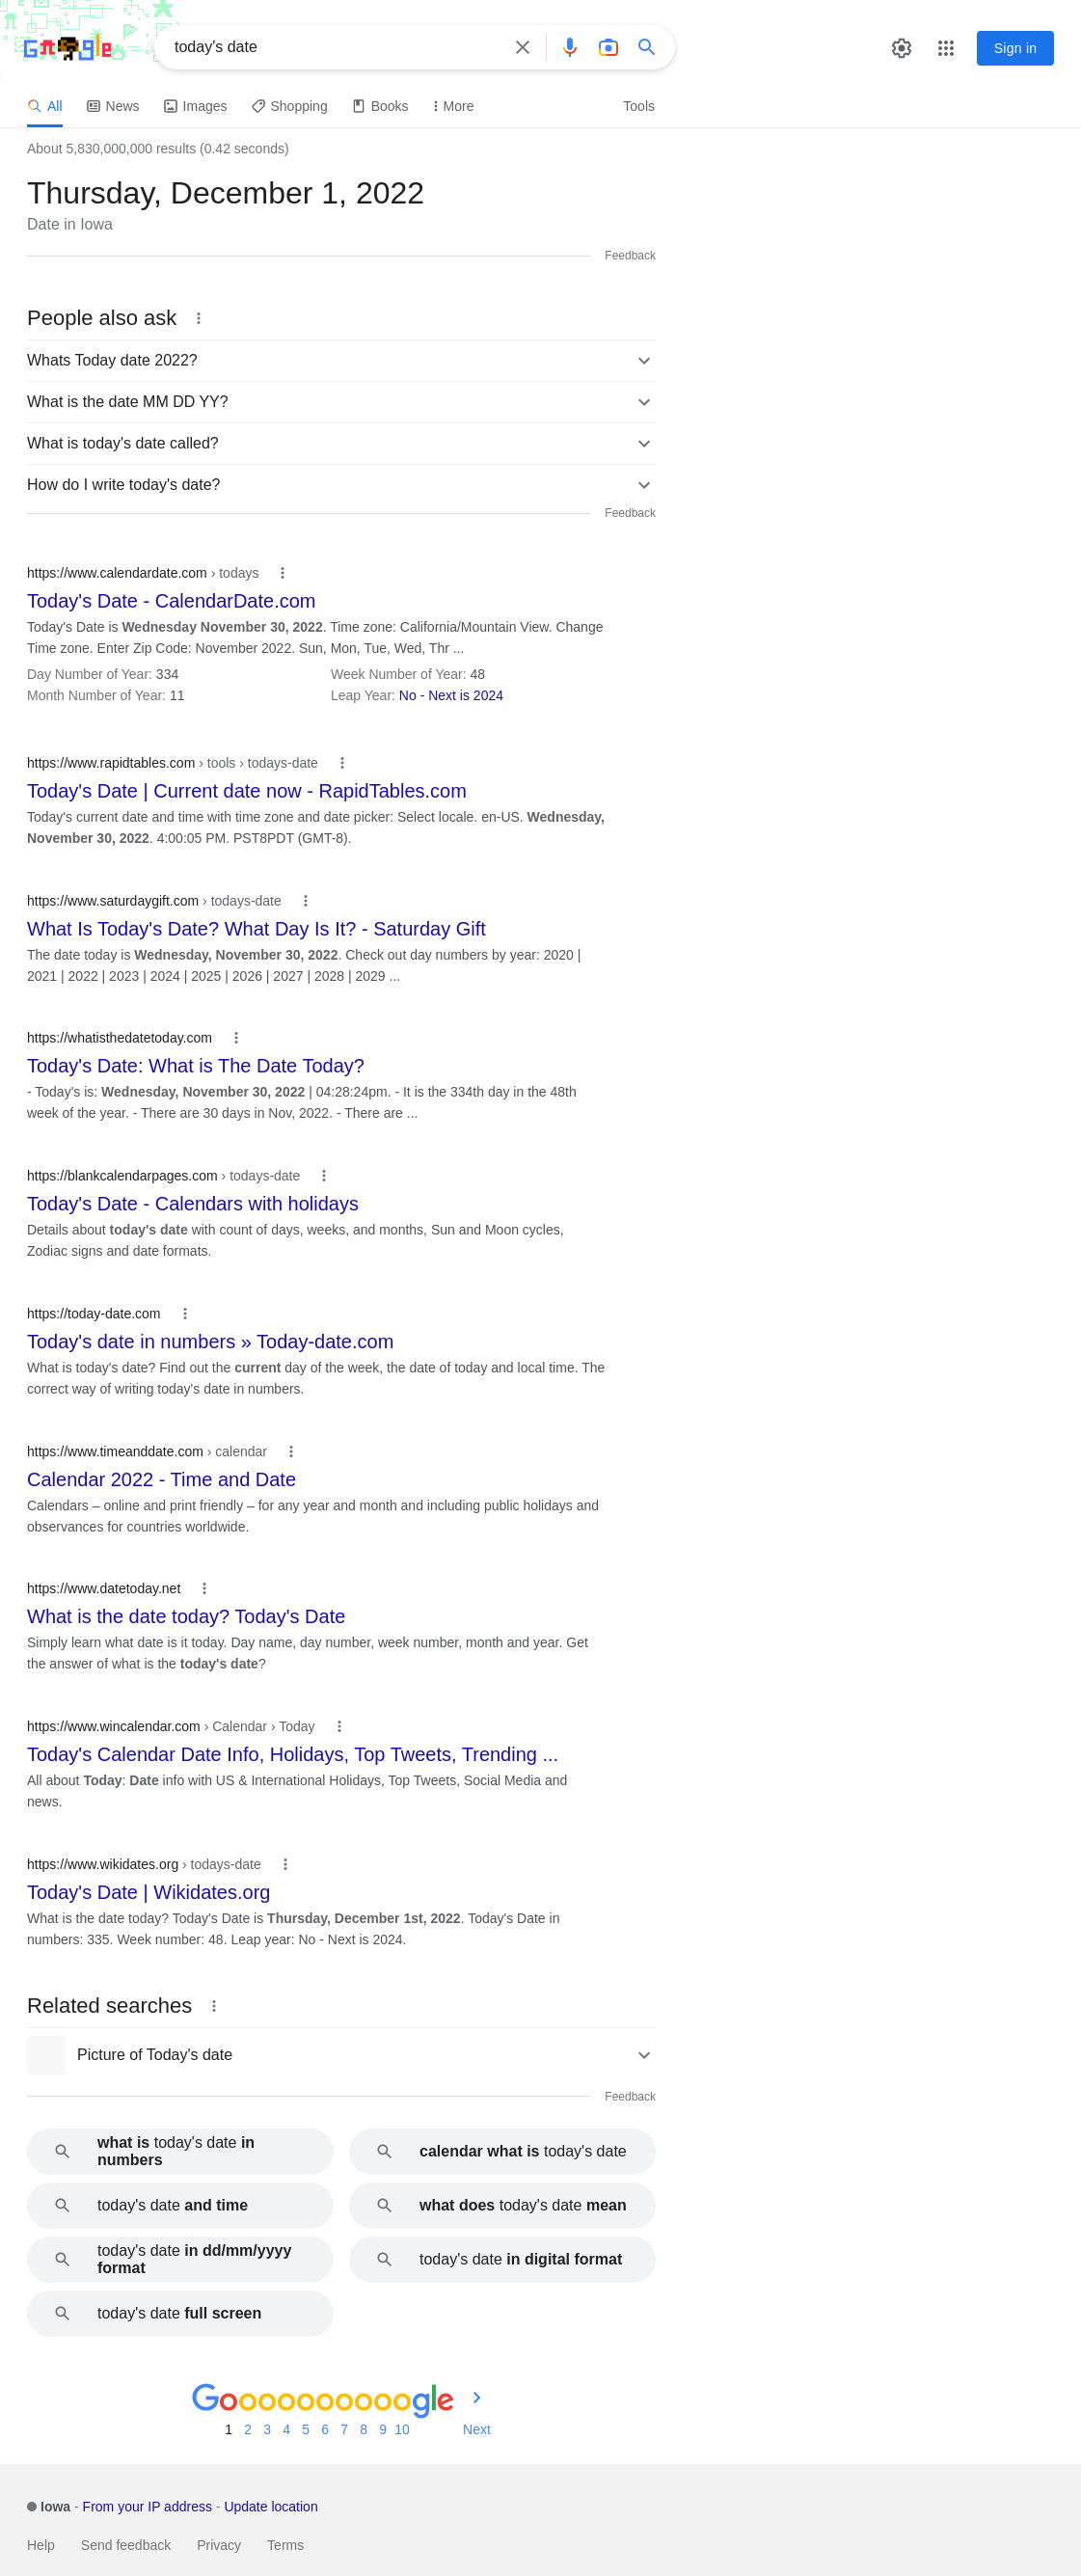 today's date
Sign in
All
News
Images
Shopping
Books
More
Tools
About 5,830,000,000 results (0.42 seconds)
Thursday, December 1, 2022
Date in Iowa
Feedback
People also ask
Whats Today date 2022?
What is the date MM DD YY?
What is today's date called?
How do I write today's date?
Feedback
https://www.calendardate.com › todays
Today's Date - CalendarDate.com
Today's Date is Wednesday November 30, 2022. Time zone: California/Mountain View. Change
Time zone. Enter Zip Code: November 2022. Sun, Mon, Tue, Wed, Thr ...
Day Number of Year: 334
Week Number of Year: 48
Month Number of Year: 11
Leap Year: No - Next is 2024
https://www.rapidtables.com › tools › todays-date
Today's Date | Current date now - RapidTables.com
Today's current date and time with time zone and date picker: Select locale. en-US. Wednesday,
November 30, 2022. 4:00:05 PM. PST8PDT (GMT-8).
https://www.saturdaygift.com › todays-date
What Is Today's Date? What Day Is It? - Saturday Gift
The date today is Wednesday, November 30, 2022. Check out day numbers by year: 2020 |
2021 | 2022 | 2023 | 2024 | 2025 | 2026 | 2027 | 2028 | 2029 ...
https://whatisthedatetoday.com
Today's Date: What is The Date Today?
- Today's is: Wednesday, November 30, 2022 | 04:28:24pm. - It is the 334th day in the 48th
week of the year. - There are 30 days in Nov, 2022. - There are ...
https://blankcalendarpages.com › todays-date
Today's Date - Calendars with holidays
Details about today's date with count of days, weeks, and months, Sun and Moon cycles,
Zodiac signs and date formats.
https://today-date.com
Today's date in numbers » Today-date.com
What is today's date? Find out the current day of the week, the date of today and local time. The
correct way of writing today's date in numbers.
https://www.timeanddate.com › calendar
Calendar 2022 - Time and Date
Calendars – online and print friendly – for any year and month and including public holidays and
observances for countries worldwide.
https://www.datetoday.net
What is the date today? Today's Date
Simply learn what date is it today. Day name, day number, week number, month and year. Get
the answer of what is the today's date?
https://www.wincalendar.com › Calendar › Today
Today's Calendar Date Info, Holidays, Top Tweets, Trending ...
All about Today: Date info with US & International Holidays, Top Tweets, Social Media and
news.
https://www.wikidates.org › todays-date
Today's Date | Wikidates.org
What is the date today? Today's Date is Thursday, December 1st, 2022. Today's Date in
numbers: 335. Week number: 48. Leap year: No - Next is 2024.
Related searches
Picture of Today's date
Feedback
what is today's date in
numbers
calendar what is today's date
today's date and time
what does today's date mean
today's date in dd/mm/yyyy
format
today's date in digital format
today's date full screen
Goooooooooogle
1 2 3 4 5 6 7 8 9 10 Next
Iowa - From your IP address - Update location
Help
Send feedback
Privacy
Terms